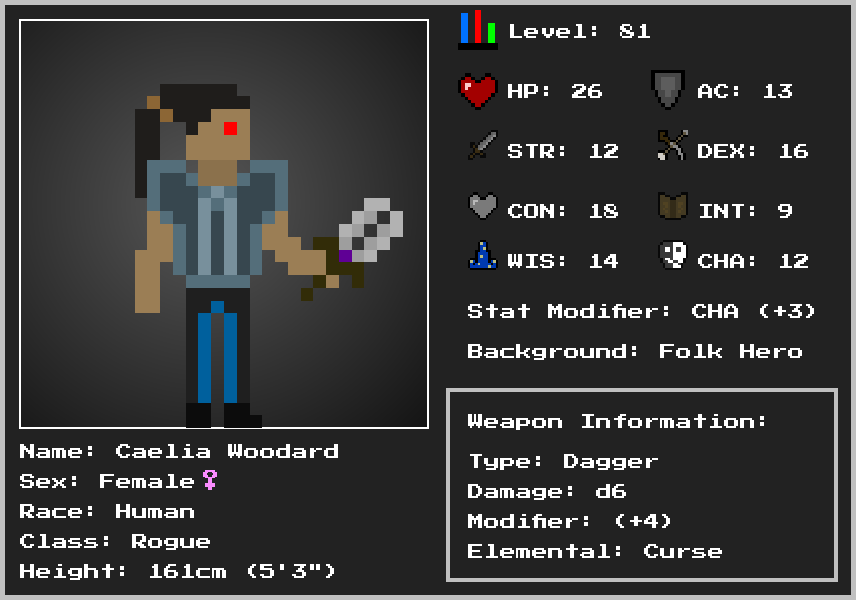 Level: 81
HP: 26
AC: 13
STR: 12
DEX: 16
CON: 18
INT: 9
WIS: 14
CHA: 12
Stat Modifier: CHA (+3)
Background: Folk Hero
Name: Caelia Woodard
Sex: Female♀
Race: Human
Class: Rogue
Height: 161cm (5'3")
Weapon Information:
Type: Dagger
Damage: d6
Modifier: (+4)
Elemental: Curse